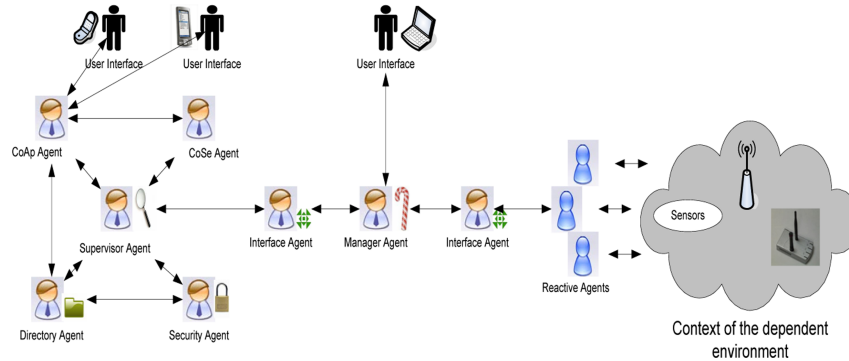 User Interface
User Interface
User Interface
CoAp Agent
CoSe Agent
Supervisor Agent
Interface Agent
Manager Agent
Interface Agent
Sensors
Reactive Agents
Directory Agent
Security Agent
Context of the dependent
environment